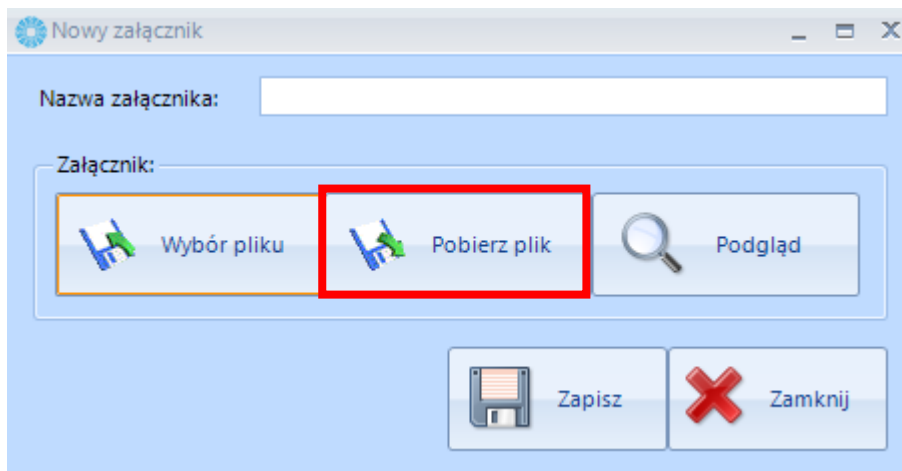 Nowy załącznik
Nazwa załącznika:
Załącznik:
Wybór pliku Pobierz plik Podgląd
Zapisz Zamknij